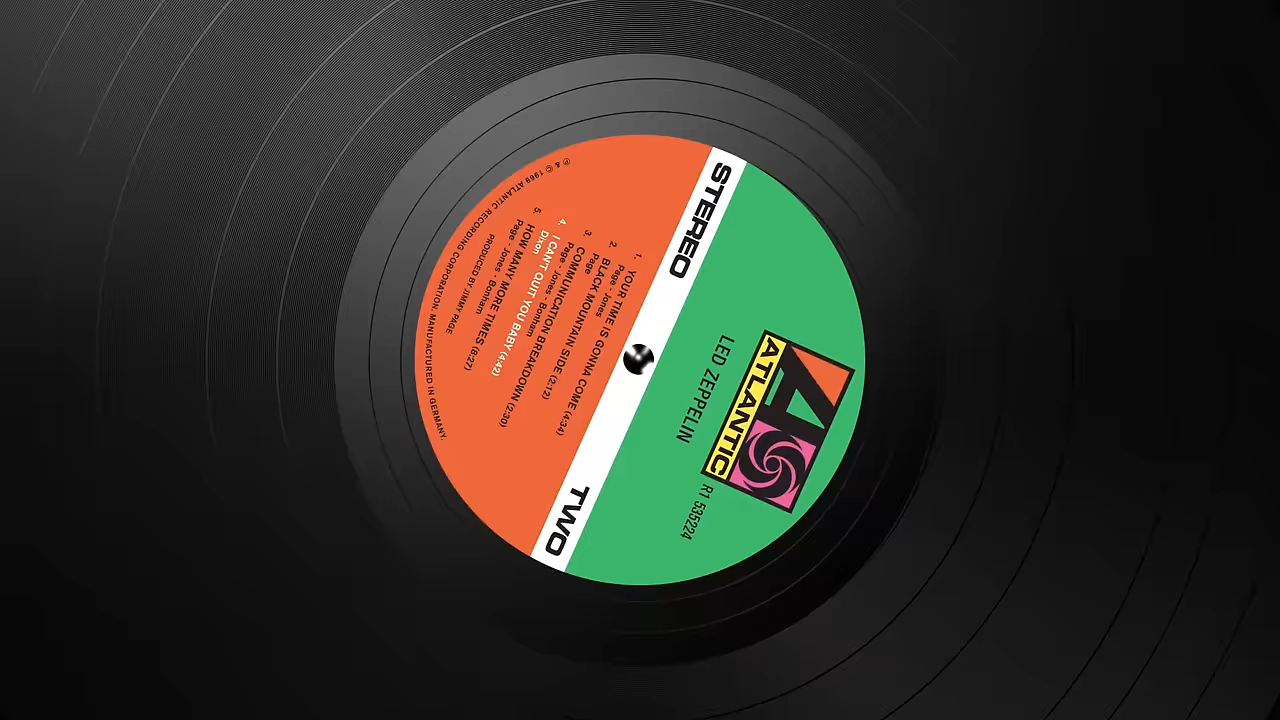 ATLANTIC
LED ZEPPELIN
R1 535224
STEREO
TWO
1. YOUR TIME IS GONNA COME (4:34)
Page - Jones
2. BLACK MOUNTAIN SIDE (2:12)
Page
3. COMMUNICATION BREAKDOWN (2:30)
Page - Jones - Bonham
4. I CAN'T QUIT YOU BABY (4:42)
Dixon
5. HOW MANY MORE TIMES (8:27)
Page - Jones - Bonham
PRODUCED BY JIMMY PAGE
℗ & © 1969 ATLANTIC RECORDING CORPORATION. MANUFACTURED IN GERMANY.